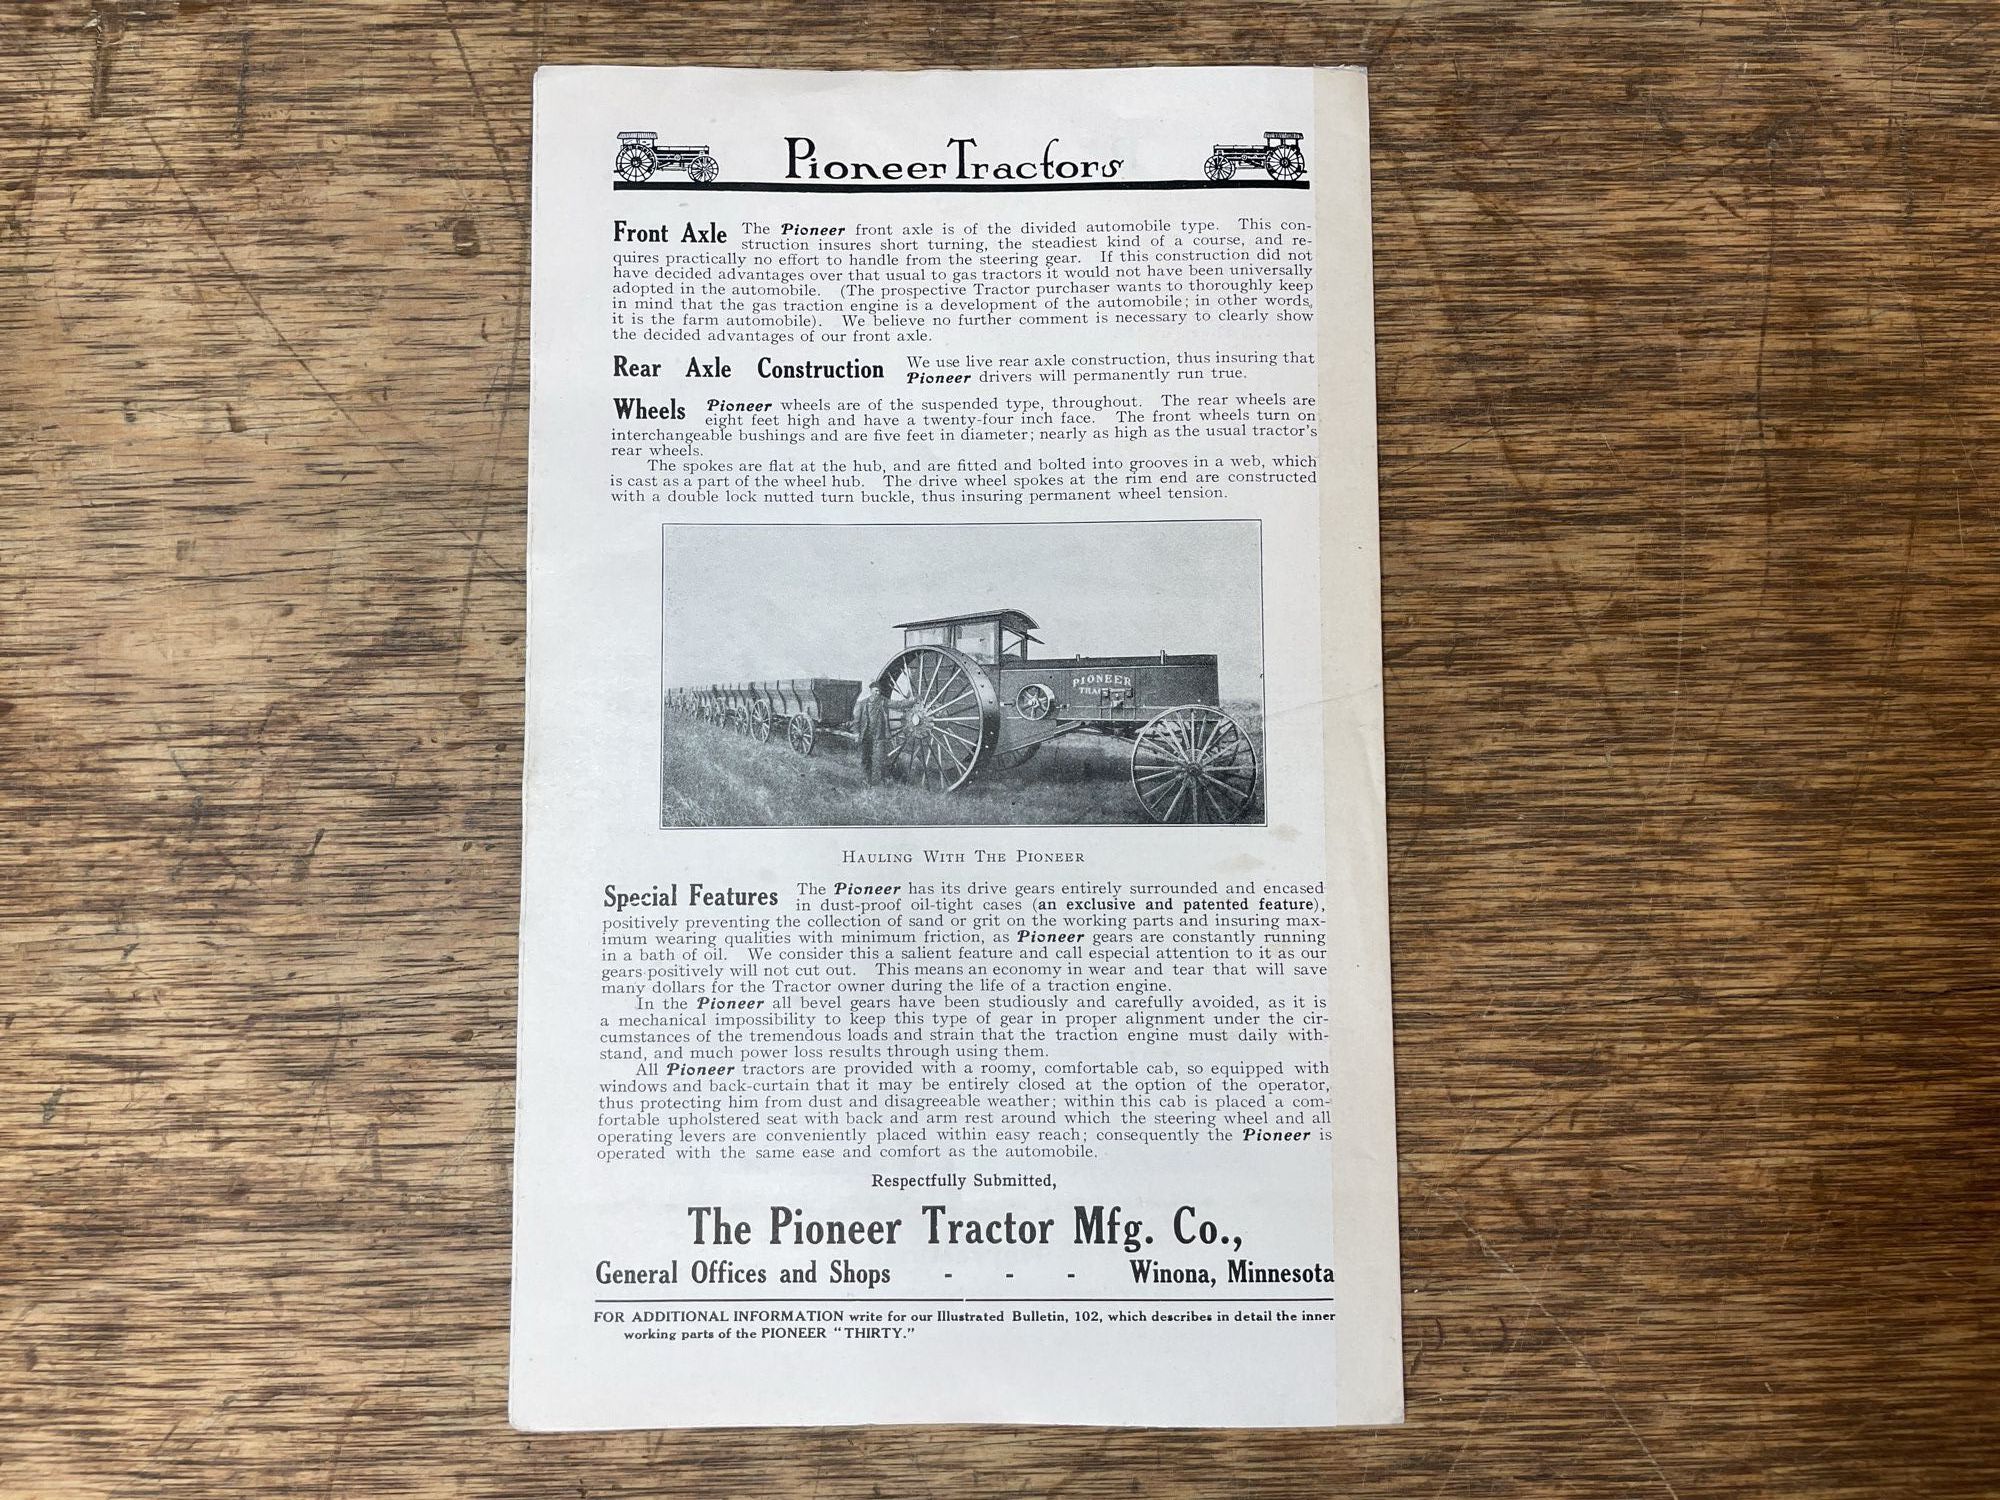 Pioneer Tractors
Front Axle The Pioneer front axle is of the divided automobile type. This con-
struction insures short turning, the steadiest kind of a course, and re-
quires practically no effort to handle from the steering gear. If this construction did not
have decided advantages over that usual to gas tractors it would not have been universally
adopted in the automobile. (The prospective Tractor purchaser wants to thoroughly keep
in mind that the gas traction engine is a development of the automobile; in other words,
it is the farm automobile). We believe no further comment is necessary to clearly show
the decided advantages of our front axle.
Rear Axle Construction We use live rear axle construction, thus insuring that
Pioneer drivers will permanently run true.
Wheels Pioneer wheels are of the suspended type, throughout. The rear wheels are
eight feet high and have a twenty-four inch face. The front wheels turn on
interchangeable bushings and are five feet in diameter; nearly as high as the usual tractor's
rear wheels.
The spokes are flat at the hub, and are fitted and bolted into grooves in a web, which
is cast as a part of the wheel hub. The drive wheel spokes at the rim end are constructed
with a double lock nutted turn buckle, thus insuring permanent wheel tension.
PIONEER
Hauling With The Pioneer
Special Features The Pioneer has its drive gears entirely surrounded and encased
in dust-proof oil-tight cases (an exclusive and patented feature),
positively preventing the collection of sand or grit on the working parts and insuring max-
imum wearing qualities with minimum friction, as Pioneer gears are constantly running
in a bath of oil. We consider this a salient feature and call especial attention to it as our
gears positively will not cut out. This means an economy in wear and tear that will save
many dollars for the Tractor owner during the life of a traction engine.
In the Pioneer all bevel gears have been studiously and carefully avoided, as it is
a mechanical impossibility to keep this type of gear in proper alignment under the cir-
cumstances of the tremendous loads and strain that the traction engine must daily with-
stand, and much power loss results through using them.
All Pioneer tractors are provided with a roomy, comfortable cab, so equipped with
windows and back-curtain that it may be entirely closed at the option of the operator,
thus protecting him from dust and disagreeable weather; within this cab is placed a com-
fortable upholstered seat with back and arm rest around which the steering wheel and all
operating levers are conveniently placed within easy reach; consequently the Pioneer is
operated with the same ease and comfort as the automobile.
Respectfully Submitted,
The Pioneer Tractor Mfg. Co.,
General Offices and Shops - - - Winona, Minnesota
FOR ADDITIONAL INFORMATION write for our Illustrated Bulletin, 102, which describes in detail the inner
working parts of the PIONEER "THIRTY."